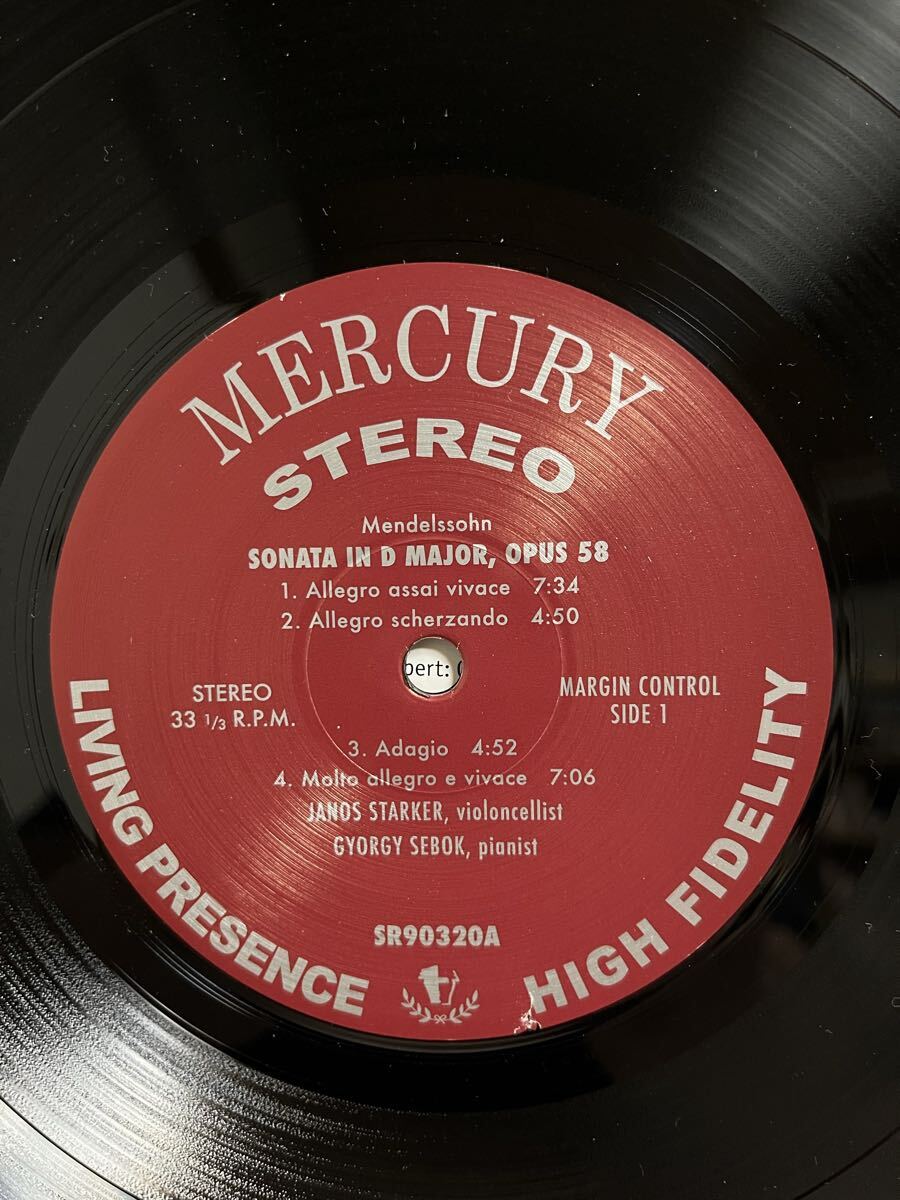 MERCURY
STEREO
Mendelssohn
SONATA IN D MAJOR, OPUS 58
1. Allegro assai vivace 7:34
2. Allegro scherzando 4:50
pert:
STEREO
33 1/3 R.P.M.
MARGIN CONTROL
SIDE 1
3. Adagio 4:52
4. Molto allegro e vivace 7:06
JANOS STARKER, violoncellist
GYORGY SEBOK, pianist
SR90320A
LIVING PRESENCE
HIGH FIDELITY